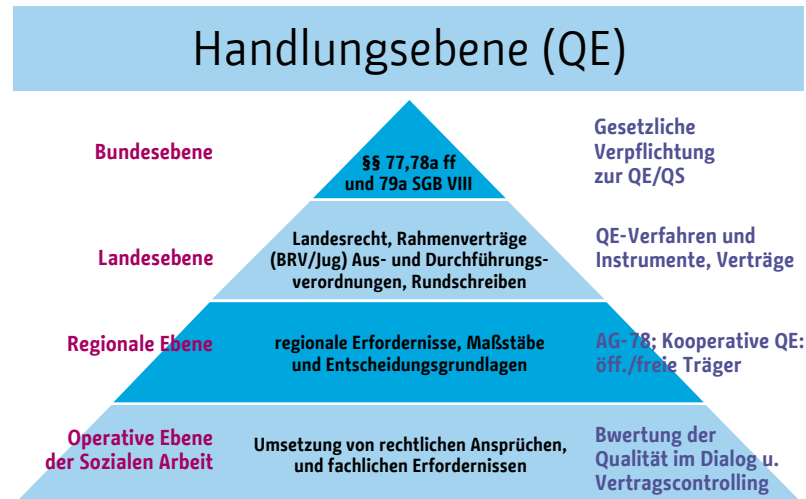 Handlungsebene (QE)
Bundesebene
§§ 77,78a ff
und 79a SGB VIII
Gesetzliche
Verpflichtung
zur QE/QS
Landesebene
Landesrecht, Rahmenverträge
(BRV/Jug) Aus- und Durchführungs-
verordnungen, Rundschreiben
QE-Verfahren und
Instrumente, Verträge
Regionale Ebene
regionale Erfordernisse, Maßstäbe
und Entscheidungsgrundlagen
AG-78; Kooperative QE:
öff./freie Träger
Operative Ebene
der Sozialen Arbeit
Umsetzung von rechtlichen Ansprüchen,
und fachlichen Erfordernissen
Bwertung der
Qualität im Dialog u.
Vertragscontrolling